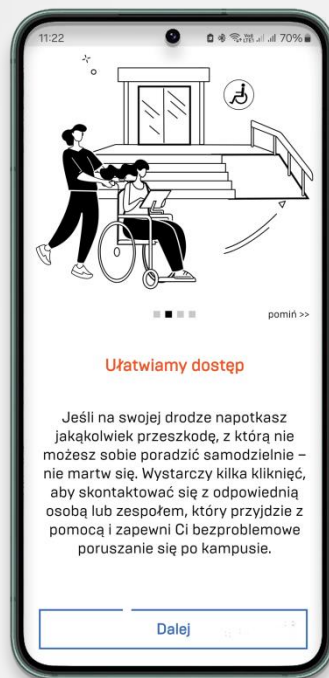 11:22
70%
pomiń >>
Ułatwiamy dostęp
Jeśli na swojej drodze napotkasz
jakąkolwiek przeszkodę, z którą nie
możesz sobie poradzić samodzielnie –
nie martw się. Wystarczy kilka kliknięć,
aby skontaktować się z odpowiednią
osobą lub zespołem, który przyjdzie z
pomocą i zapewni Ci bezproblemowe
poruszanie się po kampusie.
Dalej